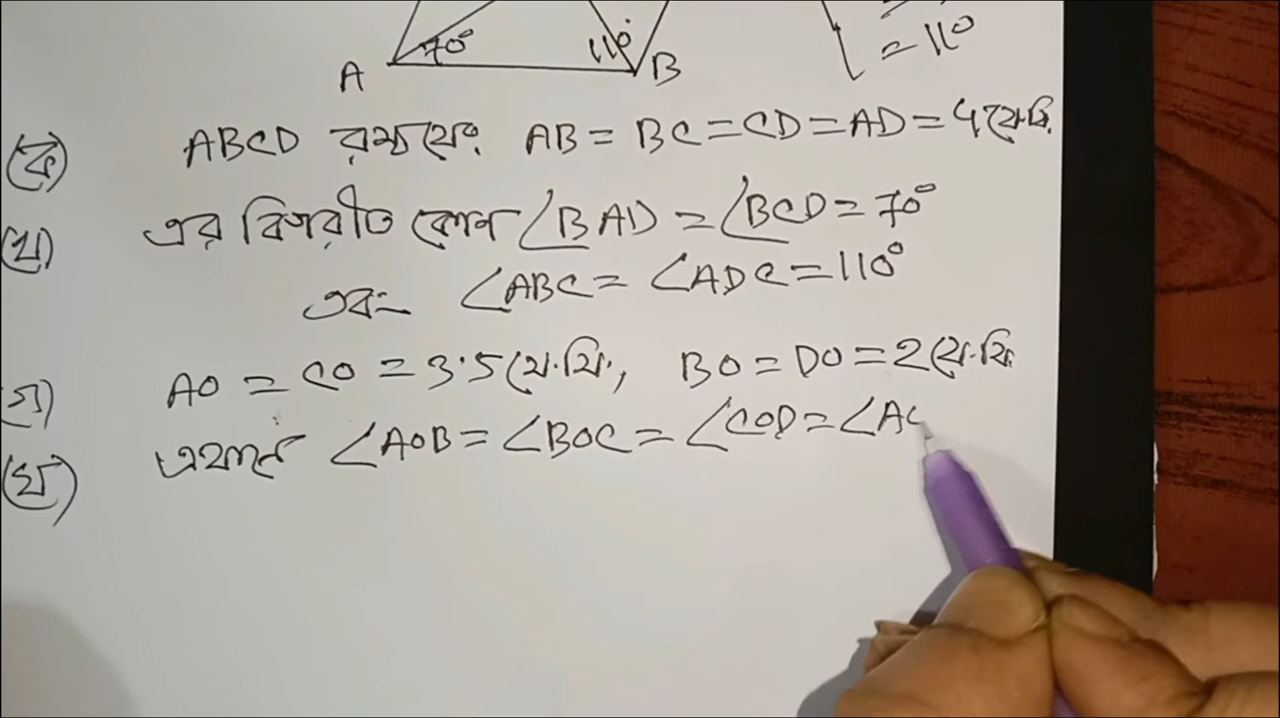 = 110
70° 110°
A B
(ক) ABCD রম্বসে AB = BC = CD = AD = 4 সে.মি.
(খ) এর বিপরীত কোণ ∠BAD = ∠BCD = 70°
এবং ∠ABC = ∠ADC = 110°
(গ) AO = CO = 3.5 সে.মি., BO = DO = 2 সে.মি.
(ঘ) এখানে ∠AOB = ∠BOC = ∠COD = ∠AO